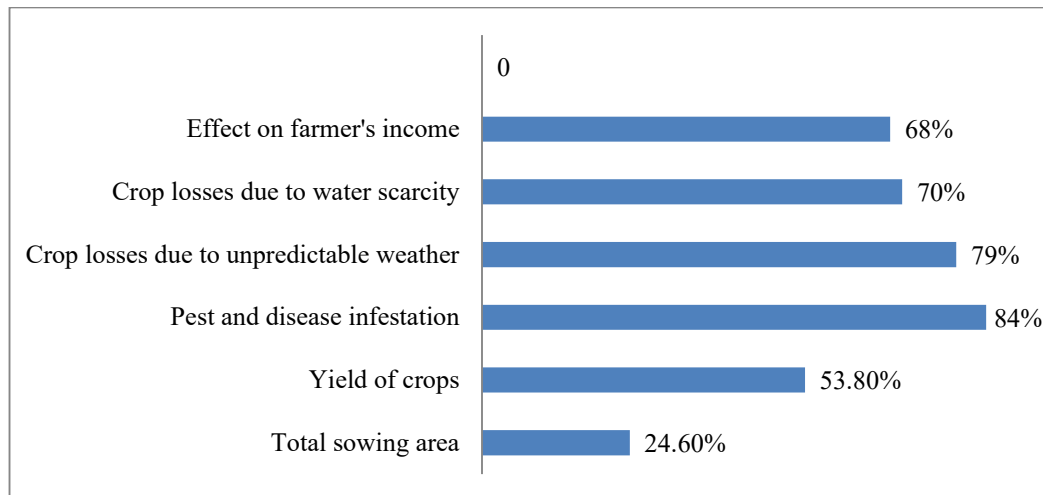 0
Effect on farmer's income 68%
Crop losses due to water scarcity 70%
Crop losses due to unpredictable weather 79%
Pest and disease infestation 84%
Yield of crops 53.80%
Total sowing area 24.60%